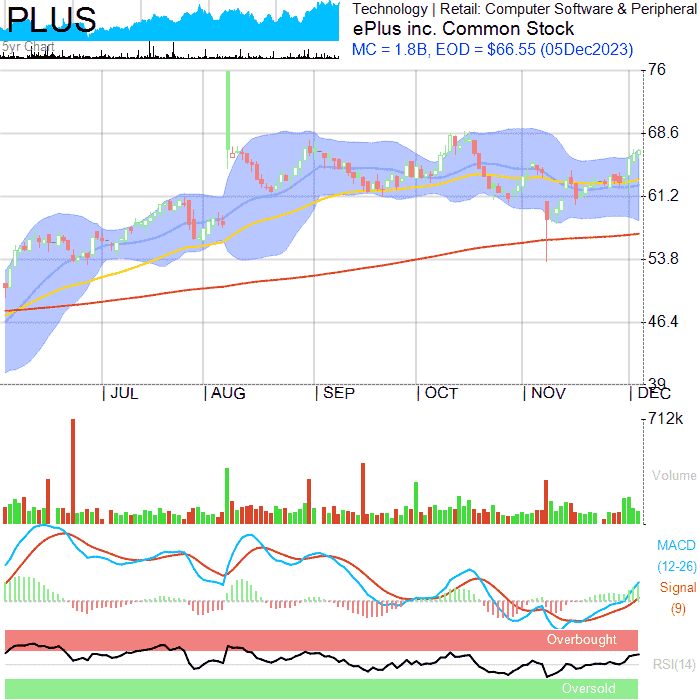 PLUS
5yr Chart
Technology | Retail: Computer Software & Peripheral
ePlus inc. Common Stock
MC = 1.8B, EOD = $66.55 (05Dec2023)
76
68.6
61.2
53.8
46.4
39
| JUL | AUG | SEP | OCT | NOV | DEC
712k
Volume
MACD
(12-26)
Signal
(9)
Overbought
RSI(14)
Oversold